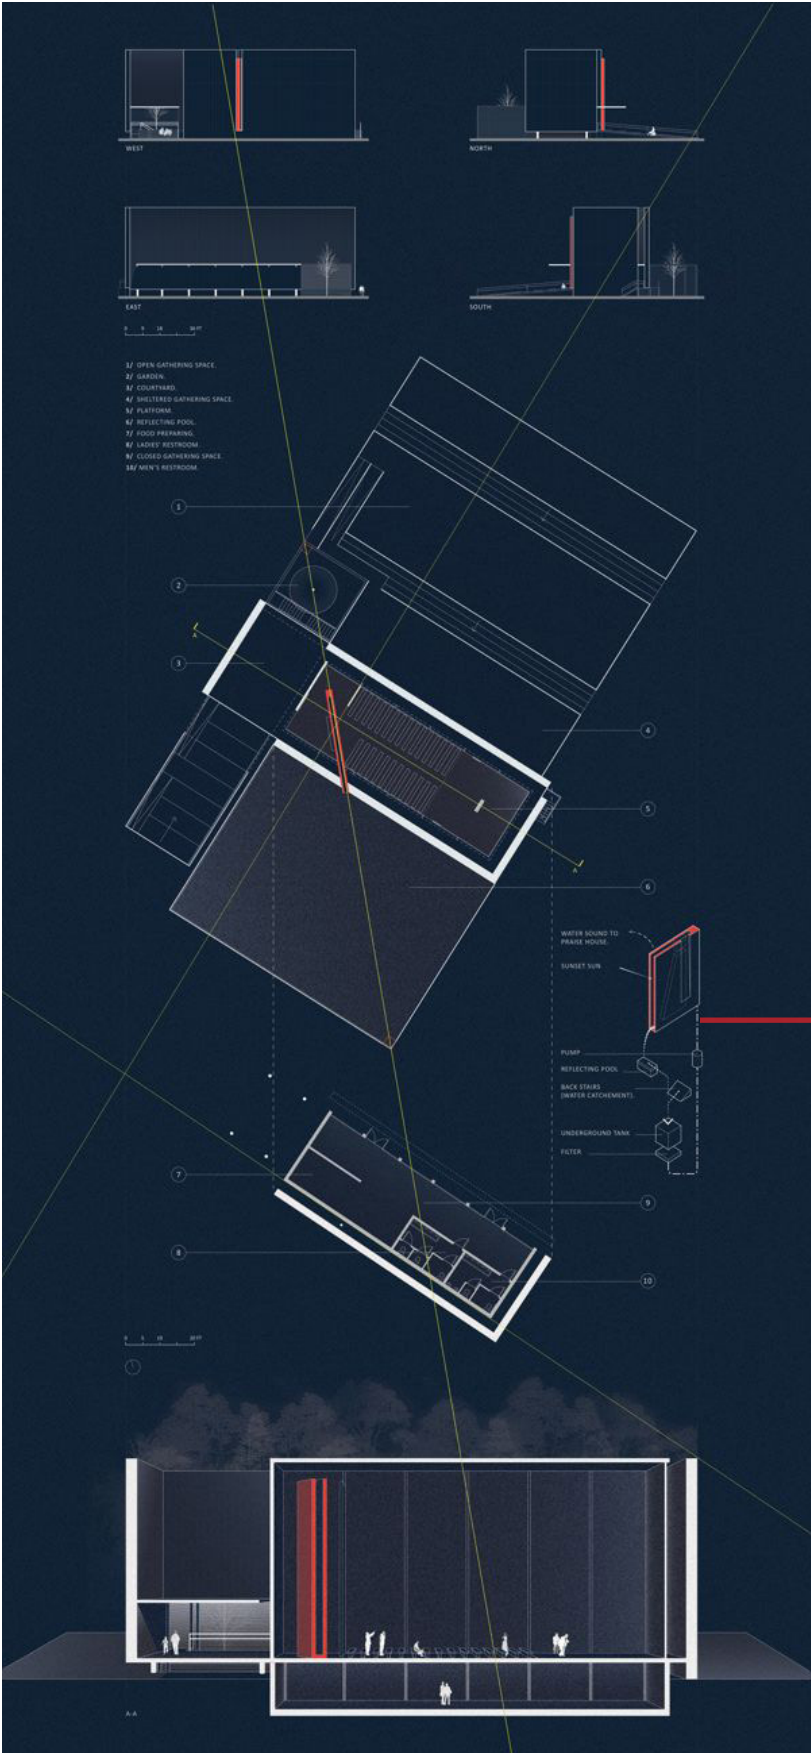 WEST
NORTH
EAST
SOUTH
1/ OPEN GATHERING SPACE.
2/ GARDEN.
3/ COURTYARD.
4/ SHELTERED GATHERING SPACE.
5/ PLATFORM.
6/ REFLECTING POOL.
7/ FOOD PREPARING.
8/ LADIES' RESTROOM.
9/ CLOSED GATHERING SPACE.
10/ MEN'S RESTROOM.
1
2
A
3
4
5
A
6
WATER SOUND TO
PRAISE HOUSE.
SUNSET SUN
PUMP
REFLECTING POOL
BACK STAIRS
(WATER CATCHEMENT).
UNDERGROUND TANK
FILTER
7
9
8
10
A-A